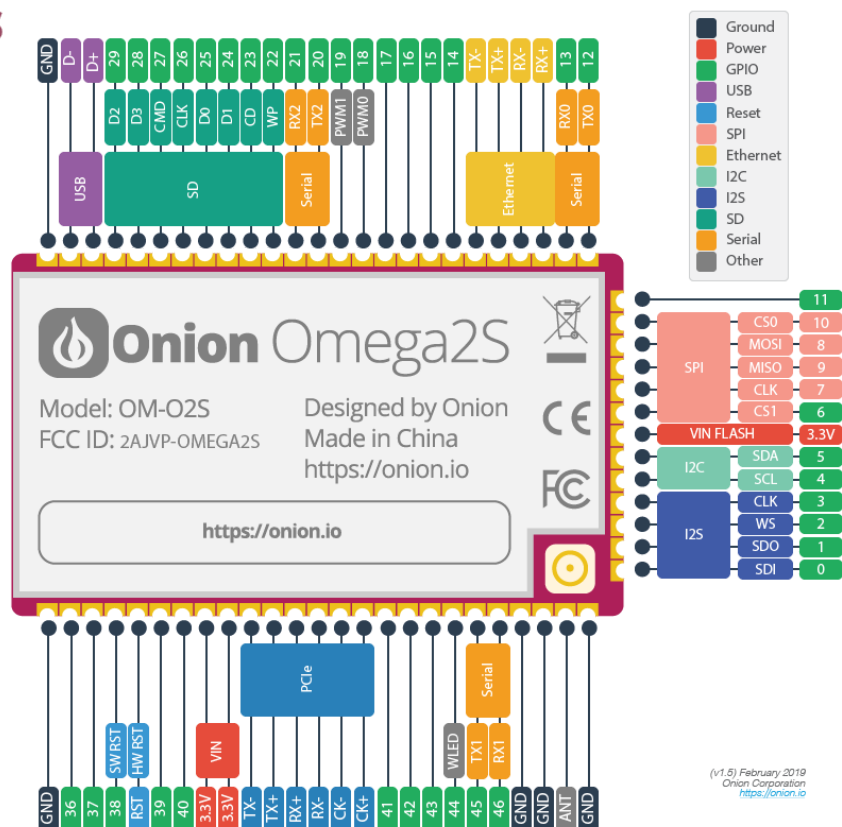 S
GND D- D+ 29 28 27 26 25 24 23 22 21 20 19 18 17 16 15 14 TX- TX+ RX- RX+ 13 12
D2 D3 CMD CLK D0 D1 CD WP RX2 TX2 PWM1 PWM0 RX0 TX0
USB SD Serial Ethernet Serial
Ground
Power
GPIO
USB
Reset
SPI
Ethernet
I2C
I2S
SD
Serial
Other
Onion Omega2S
Model: OM-O2S
FCC ID: 2AJVP-OMEGA2S
Designed by Onion
Made in China
https://onion.io
CE
FC
https://onion.io
11
SPI
CS0 10
MOSI 8
MISO 9
CLK 7
CS1 6
VIN FLASH 3.3V
I2C
SDA 5
SCL 4
I2S
CLK 3
WS 2
SDO 1
SDI 0
PCIe Serial
SW RST HW RST VIN WLED TX1 RX1
GND 36 37 38 RST 39 40 3.3V 3.3V TX- TX+ RX+ RX- CK- CK+ 41 42 43 44 45 46 GND GND ANT GND
(v1.5) February 2019
Onion Corporation
https://onion.io